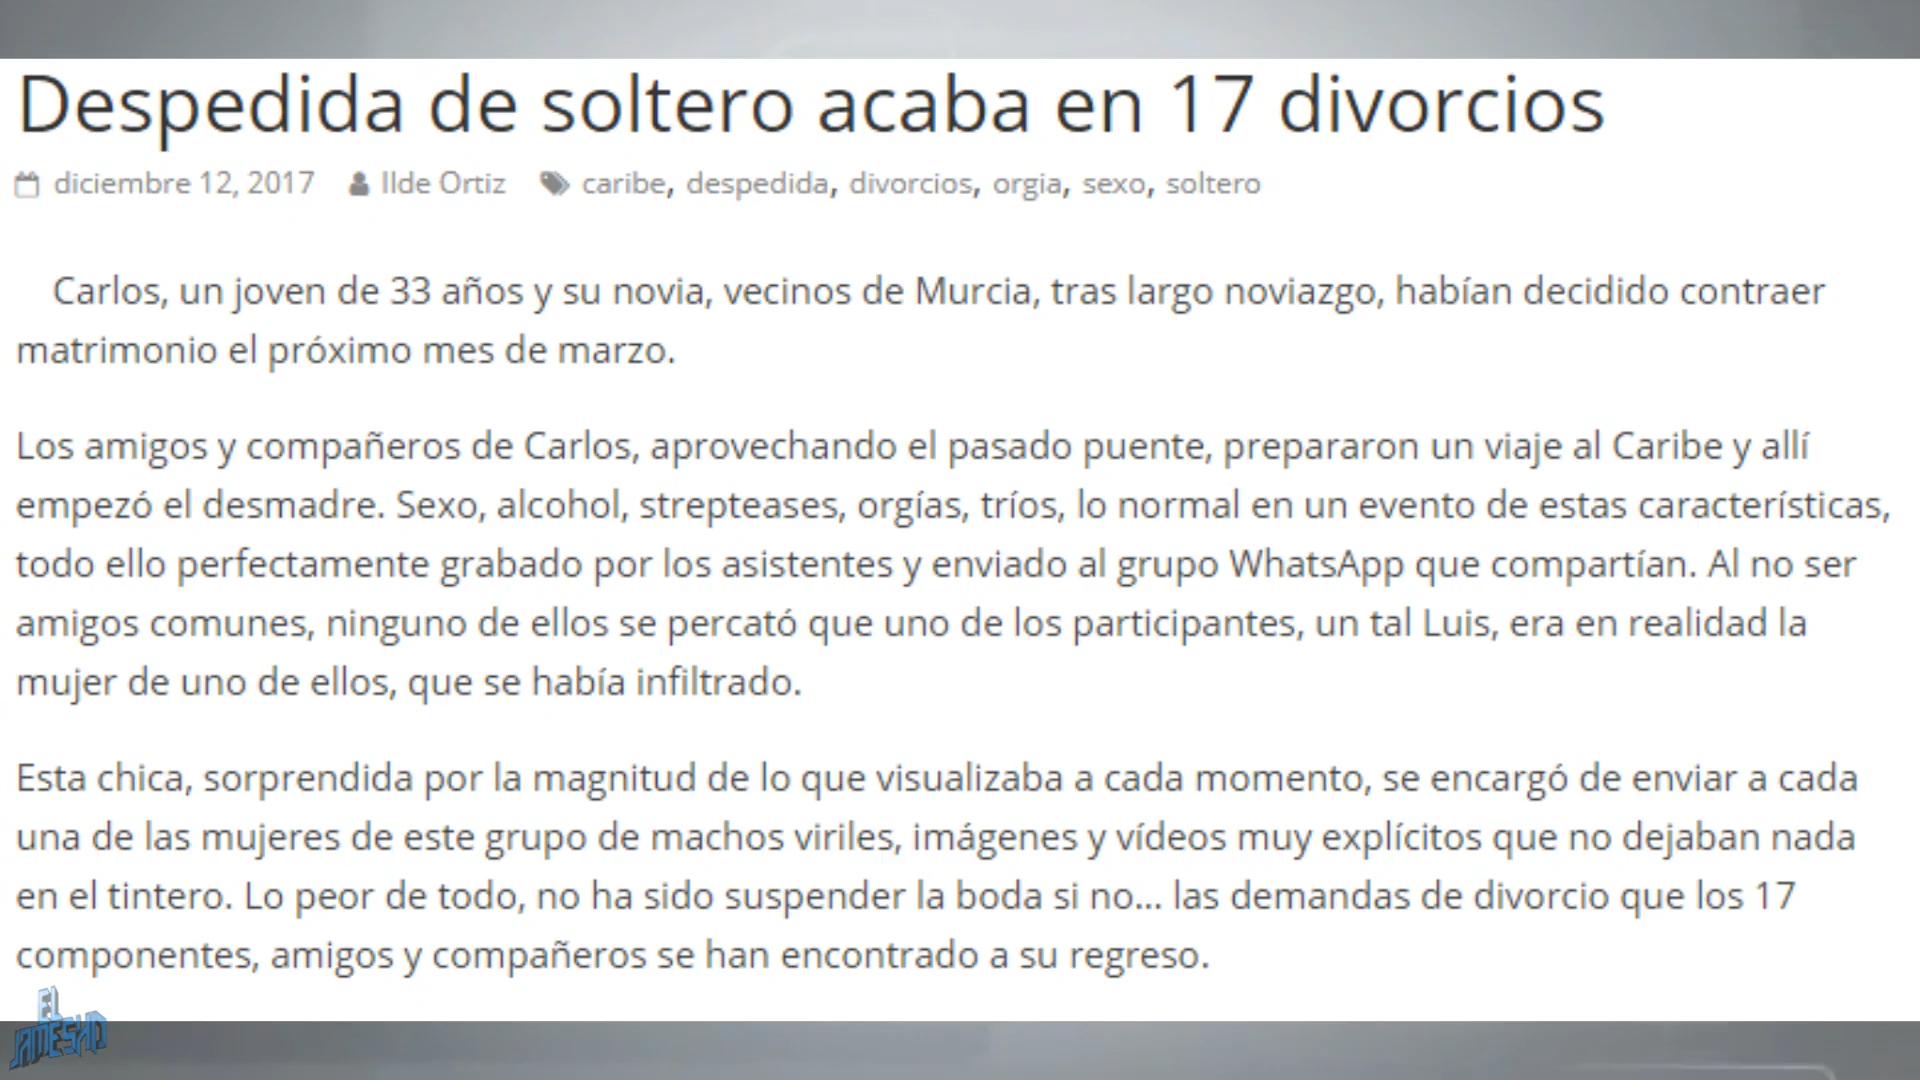 Despedida de soltero acaba en 17 divorcios
diciembre 12, 2017 Ilde Ortiz caribe, despedida, divorcios, orgia, sexo, soltero
Carlos, un joven de 33 años y su novia, vecinos de Murcia, tras largo noviazgo, habían decidido contraer
matrimonio el próximo mes de marzo.
Los amigos y compañeros de Carlos, aprovechando el pasado puente, prepararon un viaje al Caribe y allí
empezó el desmadre. Sexo, alcohol, strepteases, orgías, tríos, lo normal en un evento de estas características,
todo ello perfectamente grabado por los asistentes y enviado al grupo WhatsApp que compartían. Al no ser
amigos comunes, ninguno de ellos se percató que uno de los participantes, un tal Luis, era en realidad la
mujer de uno de ellos, que se había infiltrado.
Esta chica, sorprendida por la magnitud de lo que visualizaba a cada momento, se encargó de enviar a cada
una de las mujeres de este grupo de machos viriles, imágenes y vídeos muy explícitos que no dejaban nada
en el tintero. Lo peor de todo, no ha sido suspender la boda si no... las demandas de divorcio que los 17
componentes, amigos y compañeros se han encontrado a su regreso.
EL
JAMESHD